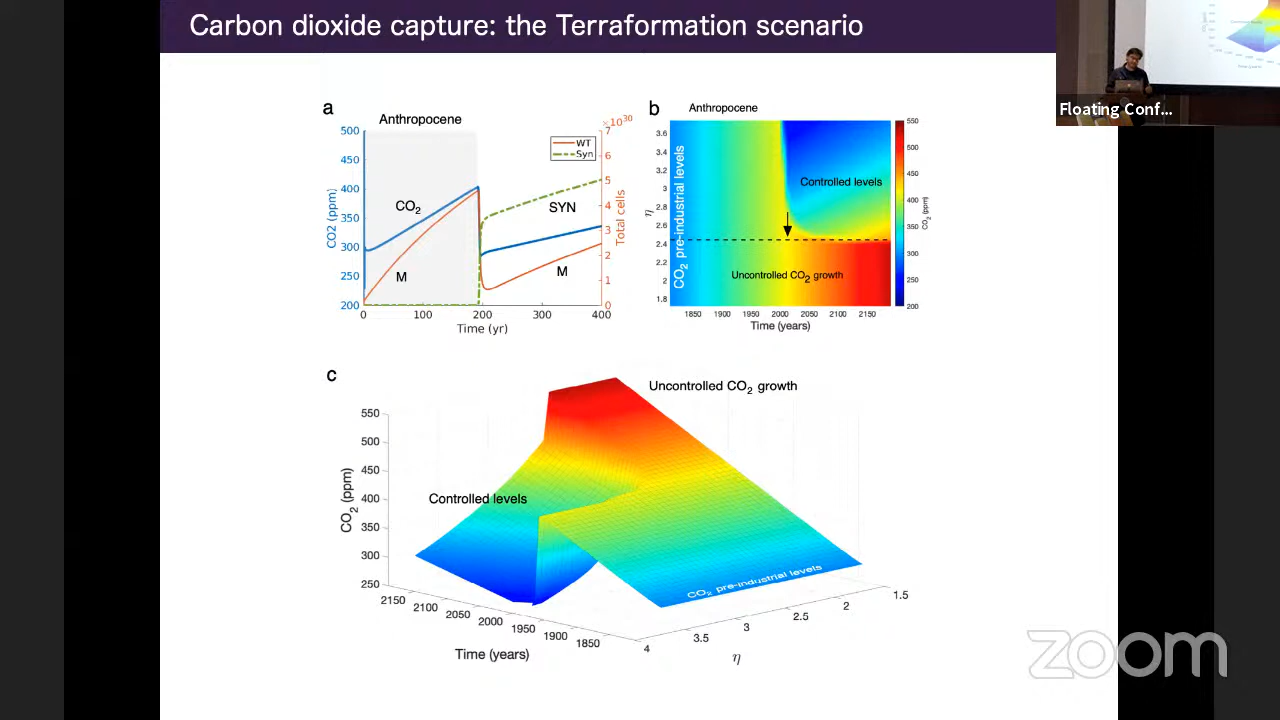 Carbon dioxide capture: the Terraformation scenario
Floating Conf...
a
Anthropocene
×10³⁰
500
450
400
350
300
250
200
CO2 (ppm)
7
6
5
4
3
2
1
0
Total cells
WT
Syn
CO₂
M
SYN
M
0
100
200
300
400
Time (yr)
b
Anthropocene
3.6
3.4
3.2
3
2.8
2.6
2.4
2.2
2
1.8
η
CO₂ pre-industrial levels
Controlled levels
Uncontrolled CO₂ growth
1850
1900
1950
2000
2050
2100
2150
Time (years)
550
500
450
400
350
300
250
200
CO₂ (ppm)
c
Uncontrolled CO₂ growth
550
500
450
400
350
300
250
CO₂ (ppm)
Controlled levels
CO₂ pre-industrial levels
2150
2100
2050
2000
1950
1900
1850
Time (years)
4
3.5
3
2.5
2
1.5
η
zoom